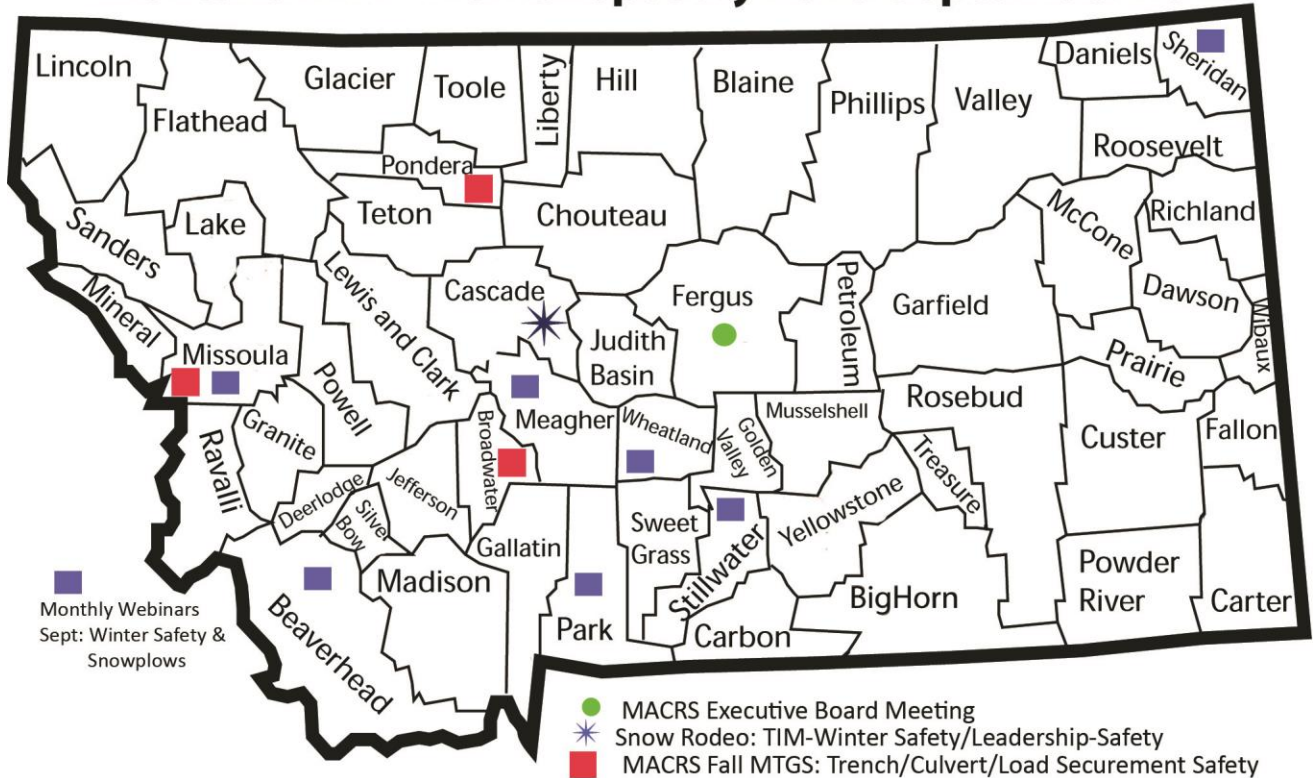 Lincoln
Flathead
Glacier
Toole
Liberty
Hill
Blaine
Phillips
Valley
Daniels
Sheridan
Roosevelt
Pondera
Teton
Chouteau
Sanders
Lake
McCone
Richland
Lewis and Clark
Cascade
Fergus
Petroleum
Garfield
Dawson
Wibaux
Mineral
Missoula
Powell
Judith
Basin
Prairie
Granite
Meagher
Broadwater
Wheatland
Golden
Valley
Musselshell
Rosebud
Treasure
Custer
Fallon
Ravalli
Deerlodge
Silver
Bow
Jefferson
Gallatin
Sweet
Grass
Stillwater
Yellowstone
Madison
Park
Carbon
BigHorn
Powder
River
Carter
Beaverhead
Monthly Webinars
Sept: Winter Safety &
Snowplows
MACRS Executive Board Meeting
Snow Rodeo: TIM-Winter Safety/Leadership-Safety
MACRS Fall MTGS: Trench/Culvert/Load Securement Safety